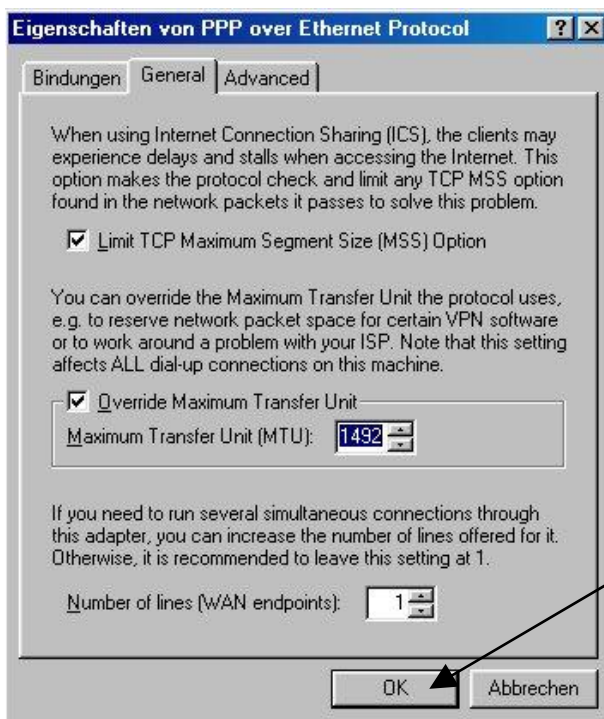 Eigenschaften von PPP over Ethernet Protocol
Bindungen General Advanced
When using Internet Connection Sharing (ICS), the clients may
experience delays and stalls when accessing the Internet. This
option makes the protocol check and limit any TCP MSS option
found in the network packets it passes to solve this problem.
Limit TCP Maximum Segment Size (MSS) Option
You can override the Maximum Transfer Unit the protocol uses,
e.g. to reserve network packet space for certain VPN software
or to work around a problem with your ISP. Note that this setting
affects ALL dial-up connections on this machine.
Override Maximum Transfer Unit
Maximum Transfer Unit (MTU): 1492
If you need to run several simultaneous connections through
this adapter, you can increase the number of lines offered for it.
Otherwise, it is recommended to leave this setting at 1.
Number of lines (WAN endpoints): 1
OK Abbrechen